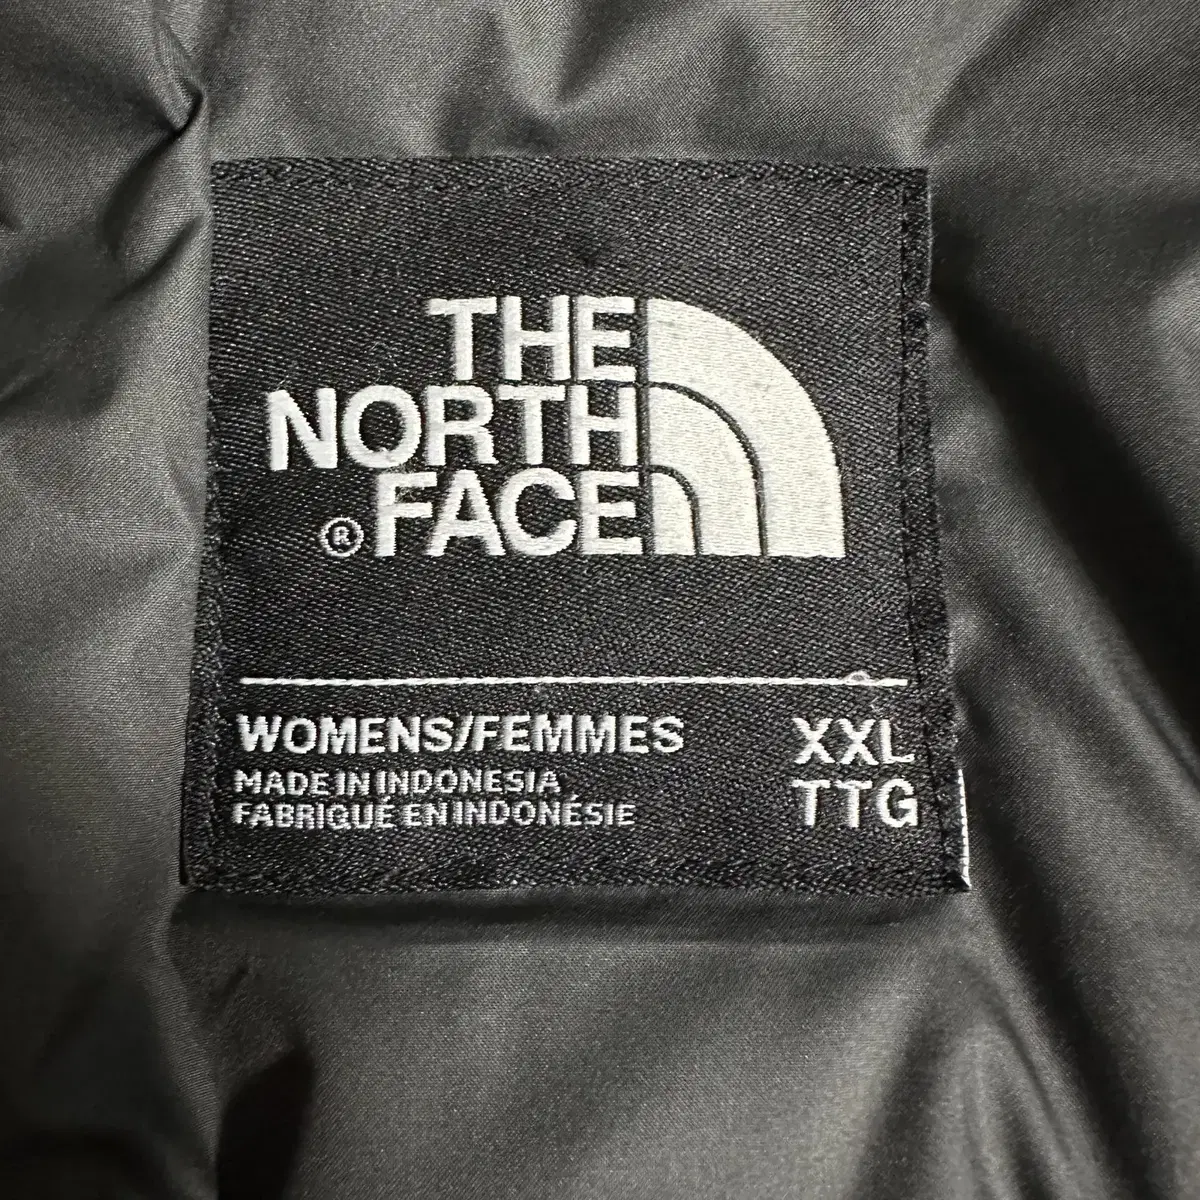 THE
NORTH
® FACE
WOMENS/FEMMES XXL
MADE IN INDONESIA TTG
FABRIQUÉ EN INDONÉSIE